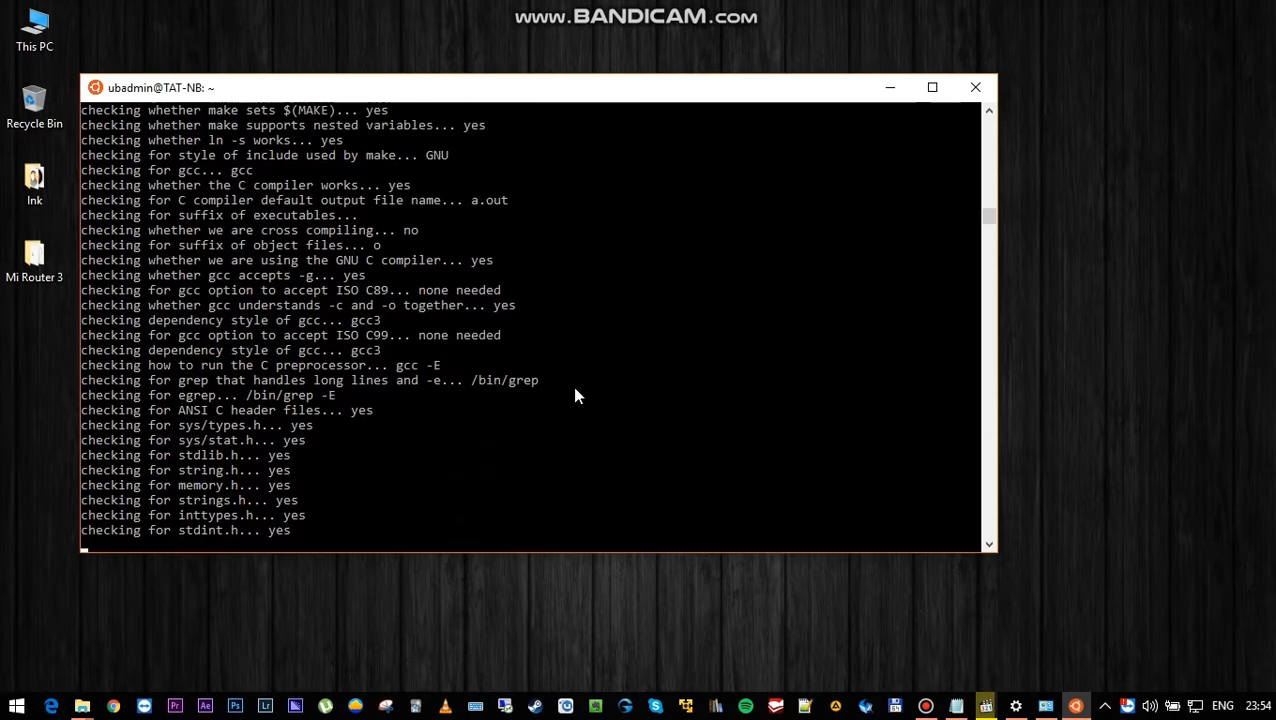 www.BANDICAM.com
This PC
Recycle Bin
Ink
Mi Router 3
ubadmin@TAT-NB: ~
checking whether make sets $(MAKE)... yes
checking whether make supports nested variables... yes
checking whether ln -s works... yes
checking for style of include used by make... GNU
checking for gcc... gcc
checking whether the C compiler works... yes
checking for C compiler default output file name... a.out
checking for suffix of executables...
checking whether we are cross compiling... no
checking for suffix of object files... o
checking whether we are using the GNU C compiler... yes
checking whether gcc accepts -g... yes
checking for gcc option to accept ISO C89... none needed
checking whether gcc understands -c and -o together... yes
checking dependency style of gcc... gcc3
checking for gcc option to accept ISO C99... none needed
checking dependency style of gcc... gcc3
checking how to run the C preprocessor... gcc -E
checking for grep that handles long lines and -e... /bin/grep
checking for egrep... /bin/grep -E
checking for ANSI C header files... yes
checking for sys/types.h... yes
checking for sys/stat.h... yes
checking for stdlib.h... yes
checking for string.h... yes
checking for memory.h... yes
checking for strings.h... yes
checking for inttypes.h... yes
checking for stdint.h... yes
Pr Ae Ps Lr
ENG 23:54